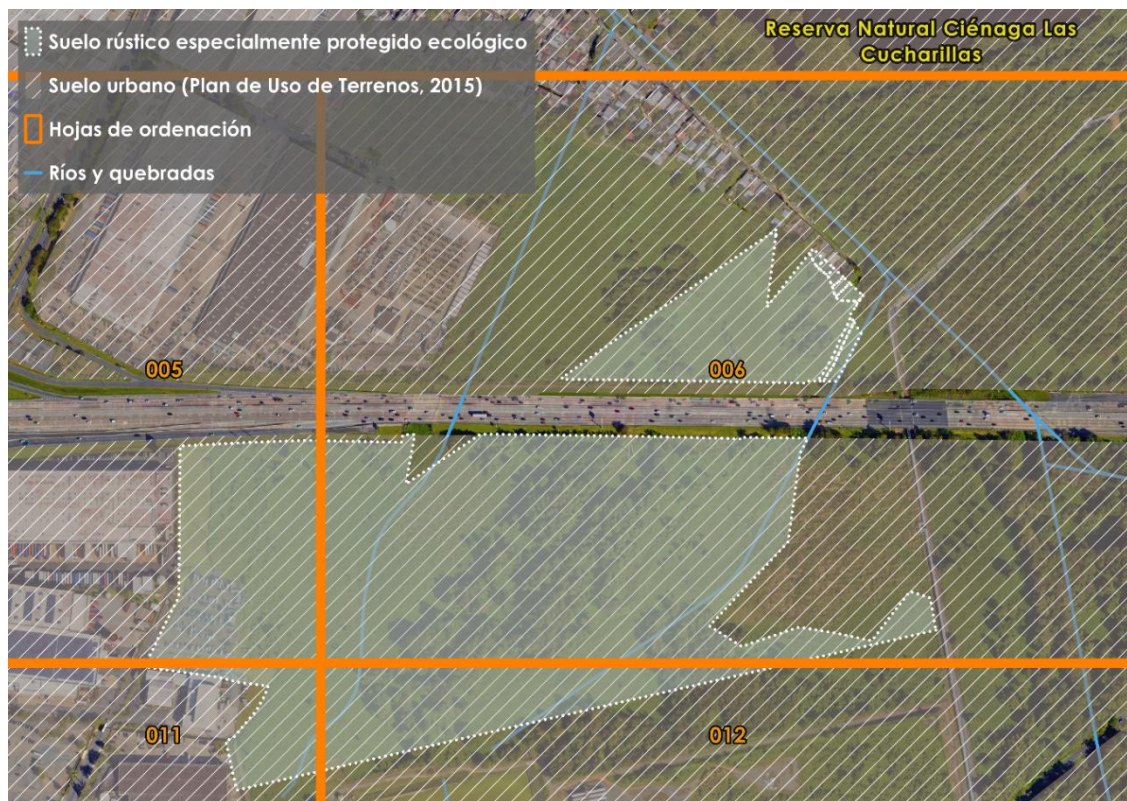 Suelo rústico especialmente protegido ecológico
Suelo urbano (Plan de Uso de Terrenos, 2015)
Hojas de ordenación
Ríos y quebradas
Reserva Natural Ciénaga Las
Cucharillas
005
006
011
012